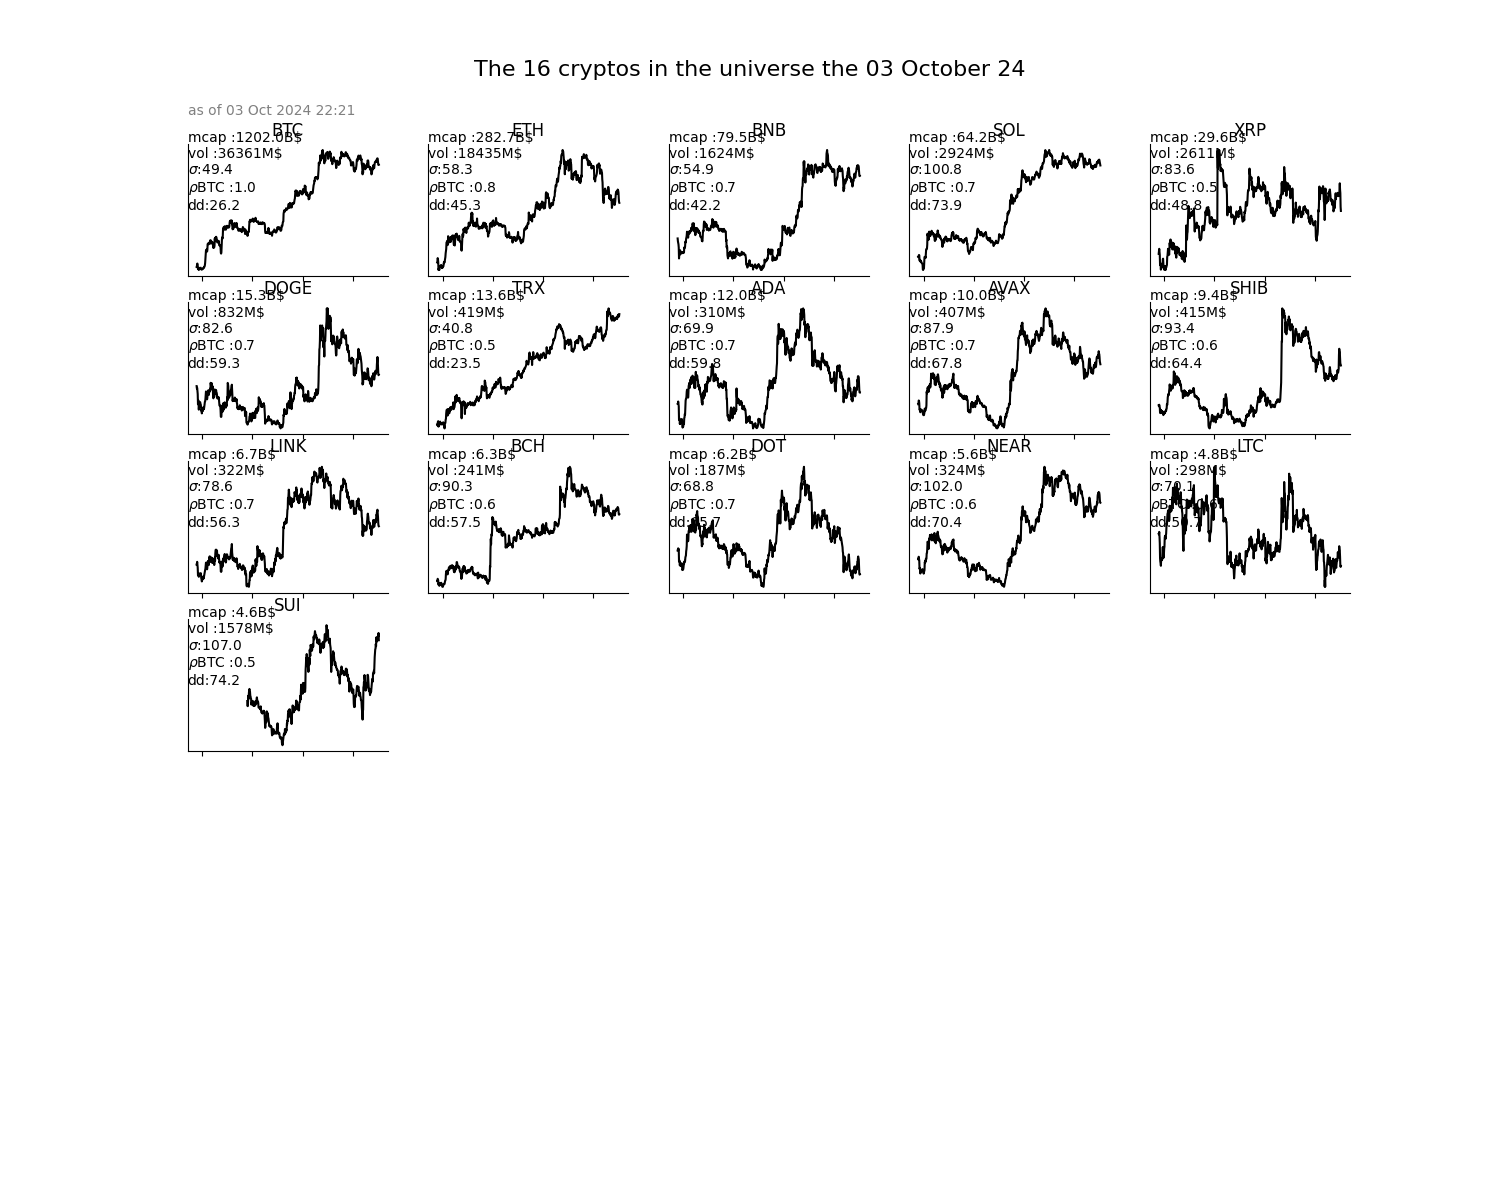 The 16 cryptos in the universe the 03 October 24
as of 03 Oct 2024 22:21
BTC
mcap :1202.0B$
vol :36361M$
σ:49.4
ρBTC :1.0
dd:26.2
ETH
mcap :282.7B$
vol :18435M$
σ:58.3
ρBTC :0.8
dd:45.3
BNB
mcap :79.5B$
vol :1624M$
σ:54.9
ρBTC :0.7
dd:42.2
SOL
mcap :64.2B$
vol :2924M$
σ:100.8
ρBTC :0.7
dd:73.9
XRP
mcap :29.6B$
vol :2611M$
σ:83.6
ρBTC :0.5
dd:48.8
DOGE
mcap :15.3B$
vol :832M$
σ:82.6
ρBTC :0.7
dd:59.3
TRX
mcap :13.6B$
vol :419M$
σ:40.8
ρBTC :0.5
dd:23.5
ADA
mcap :12.0B$
vol :310M$
σ:69.9
ρBTC :0.7
dd:59.8
AVAX
mcap :10.0B$
vol :407M$
σ:87.9
ρBTC :0.7
dd:67.8
SHIB
mcap :9.4B$
vol :415M$
σ:93.4
ρBTC :0.6
dd:64.4
LINK
mcap :6.7B$
vol :322M$
σ:78.6
ρBTC :0.7
dd:56.3
BCH
mcap :6.3B$
vol :241M$
σ:90.3
ρBTC :0.6
dd:57.5
DOT
mcap :6.2B$
vol :187M$
σ:68.8
ρBTC :0.7
NEAR
mcap :5.6B$
vol :324M$
σ:102.0
ρBTC :0.6
dd:70.4
LTC
mcap :4.8B$
vol :298M$
σ:70.1
SUI
mcap :4.6B$
vol :1578M$
σ:107.0
ρBTC :0.5
dd:74.2